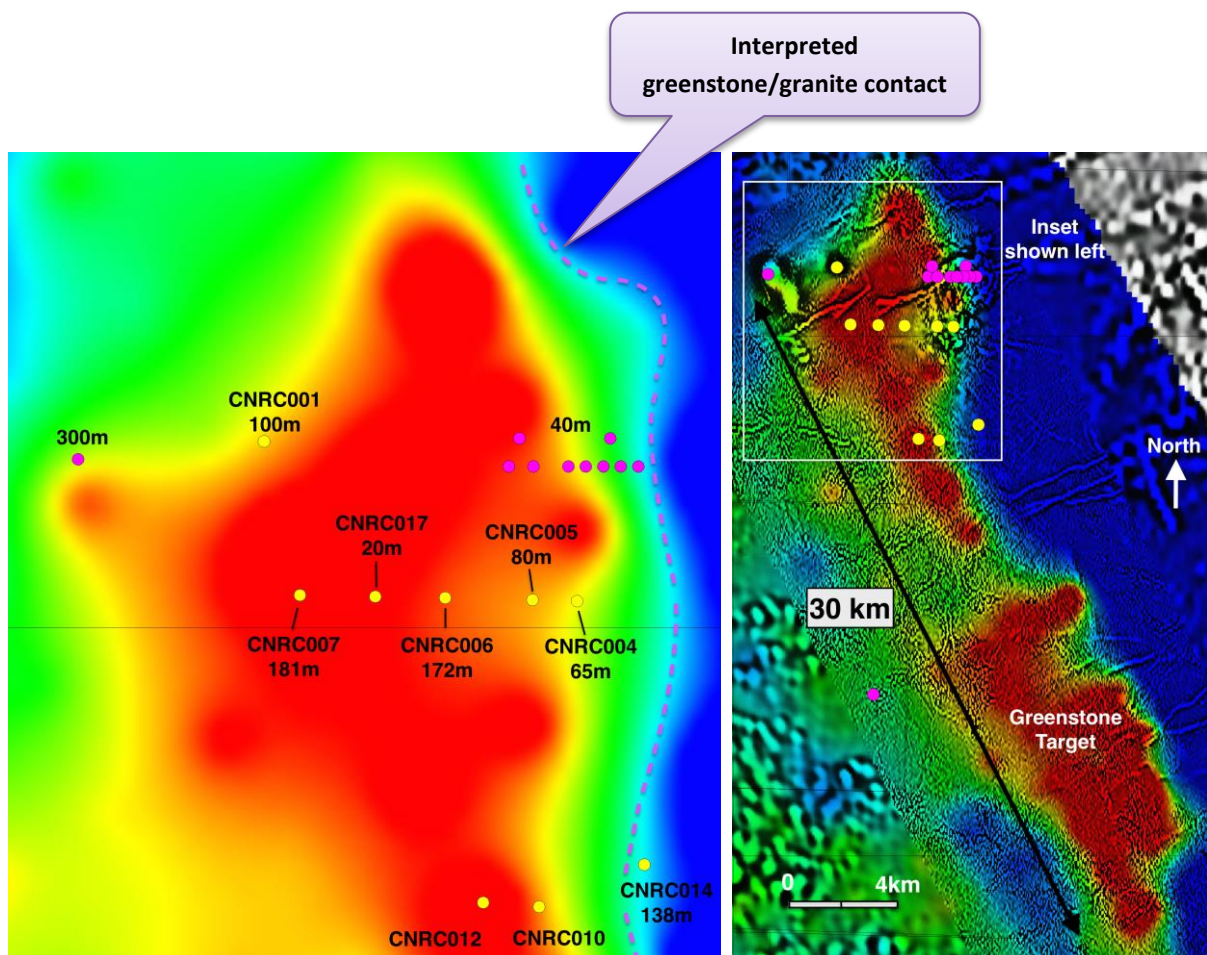 Interpreted
greenstone/granite contact
CNRC001
100m
300m
40m
CNRC017
20m
CNRC005
80m
CNRC007
181m
CNRC006
172m
CNRC004
65m
CNRC014
138m
CNRC012
CNRC010
Inset
shown left
North
30 km
Greenstone
Target
0
4km